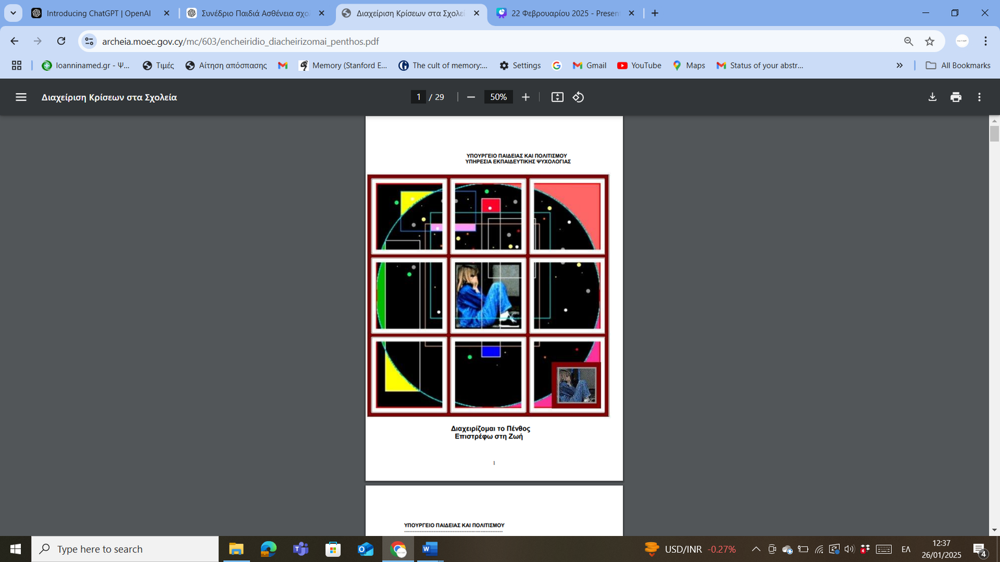 Introducing ChatGPT | OpenAI
Συνέδριο Παιδιά Ασθένεια σχο
Διαχείριση Κρίσεων στα Σχολεί
22 Φεβρουαρίου 2025 - Present
archeia.moec.gov.cy/mc/603/encheiridio_diacheirizomai_penthos.pdf
Ioanninamed.gr - Ψ...
Τιμές
Αίτηση απόσπασης
Memory (Stanford E...
The cult of memory:...
Settings
Gmail
YouTube
Maps
Status of your abstr...
All Bookmarks
Διαχείριση Κρίσεων στα Σχολεία
1 / 29
50%
ΥΠΟΥΡΓΕΙΟ ΠΑΙΔΕΙΑΣ ΚΑΙ ΠΟΛΙΤΙΣΜΟΥ
ΥΠΗΡΕΣΙΑ ΕΚΠΑΙΔΕΥΤΙΚΗΣ ΨΥΧΟΛΟΓΙΑΣ
Διαχειρίζομαι το Πένθος
Επιστρέφω στη Ζωή
1
ΥΠΟΥΡΓΕΙΟ ΠΑΙΔΕΙΑΣ ΚΑΙ ΠΟΛΙΤΙΣΜΟΥ
Type here to search
USD/INR -0.27%
ΕΛ
12:37
26/01/2025
4